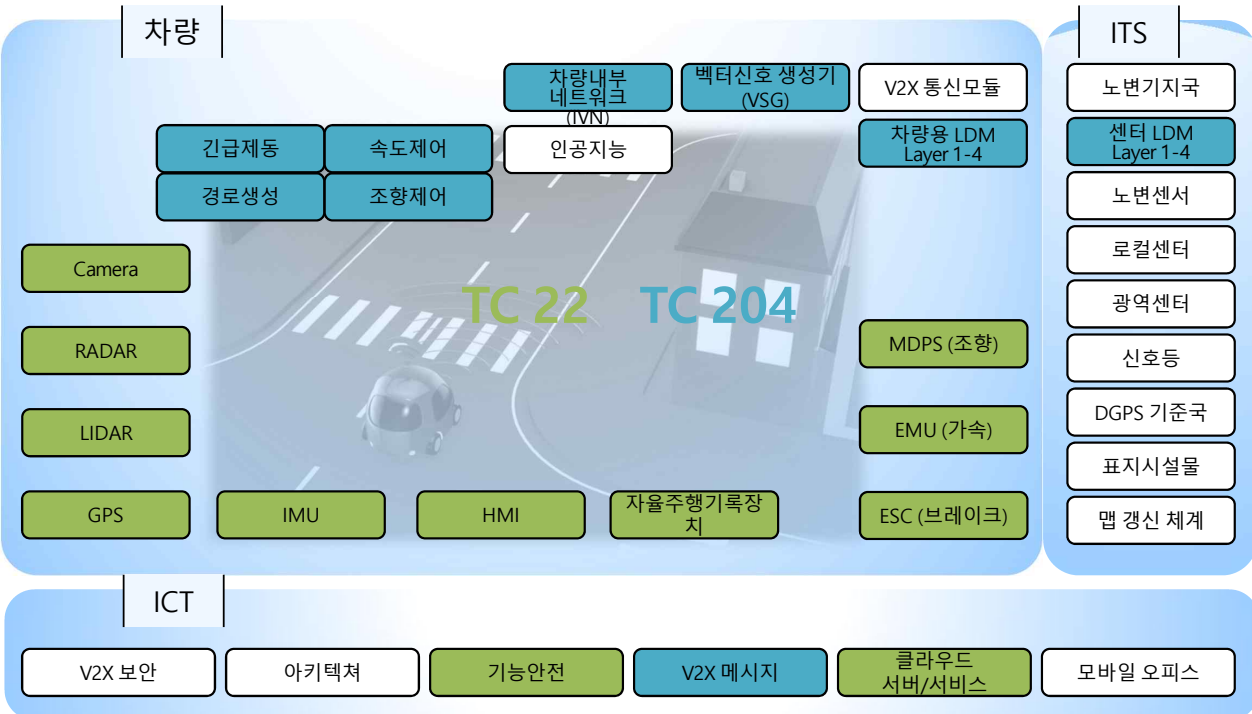 차량
ITS
차량내부
네트워크
(IVN)
벡터신호 생성기
(VSG)
V2X 통신모듈
노변기지국
긴급제동
속도제어
인공지능
차량용 LDM
Layer 1-4
센터 LDM
Layer 1-4
경로생성
조향제어
노변센서
Camera
로컬센터
TC 22
TC 204
광역센터
RADAR
MDPS (조향)
신호등
LIDAR
EMU (가속)
DGPS 기준국
표지시설물
GPS
IMU
HMI
자율주행기록장
치
ESC (브레이크)
맵 갱신 체계
ICT
V2X 보안
아키텍쳐
기능안전
V2X 메시지
클라우드
서버/서비스
모바일 오피스